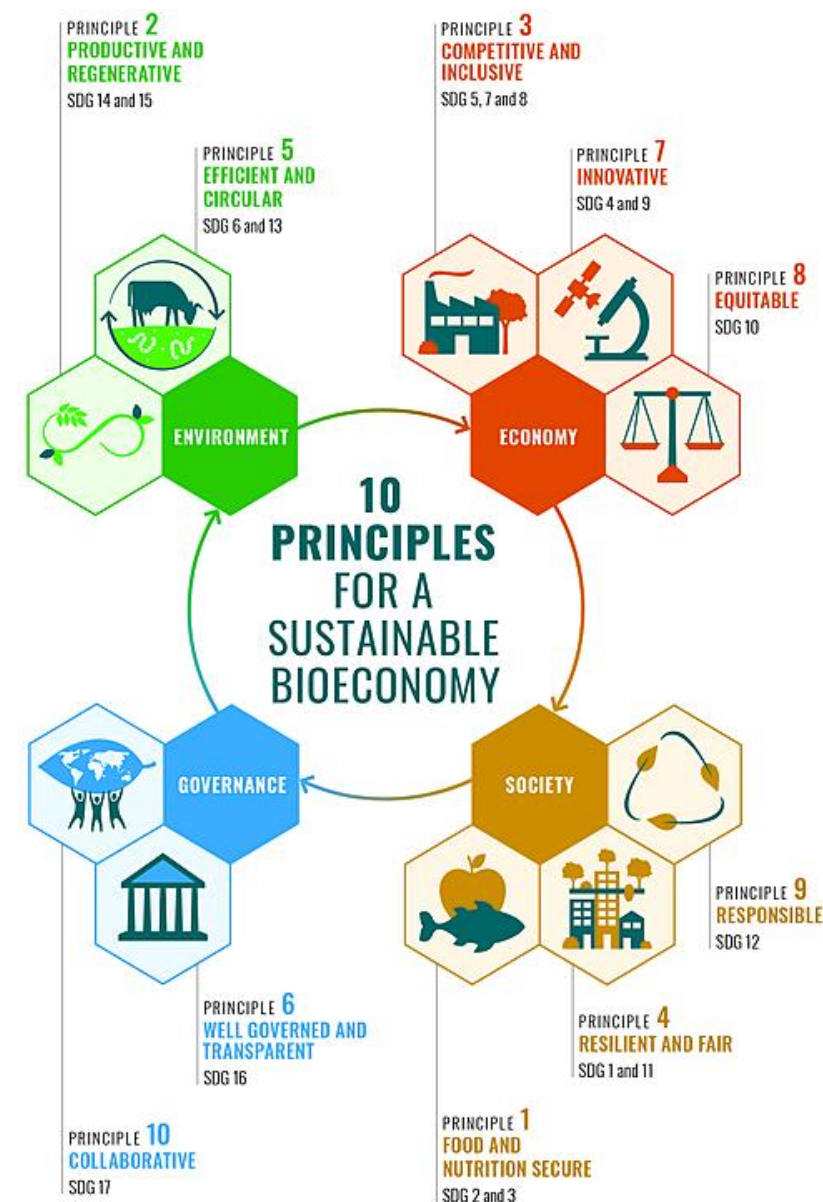 PRINCIPLE 2
PRODUCTIVE AND
REGENERATIVE
SDG 14 and 15
PRINCIPLE 5
EFFICIENT AND
CIRCULAR
SDG 6 and 13
PRINCIPLE 3
COMPETITIVE AND
INCLUSIVE
SDG 5, 7 and 8
PRINCIPLE 7
INNOVATIVE
SDG 4 and 9
PRINCIPLE 8
EQUITABLE
SDG 10
ENVIRONMENT
ECONOMY
10
PRINCIPLES
FOR A
SUSTAINABLE
BIOECONOMY
GOVERNANCE
SOCIETY
PRINCIPLE 9
RESPONSIBLE
SDG 12
PRINCIPLE 6
WELL GOVERNED AND
TRANSPARENT
SDG 16
PRINCIPLE 4
RESILIENT AND FAIR
SDG 1 and 11
PRINCIPLE 10
COLLABORATIVE
SDG 17
PRINCIPLE 1
FOOD AND
NUTRITION SECURE
SDG 2 and 3